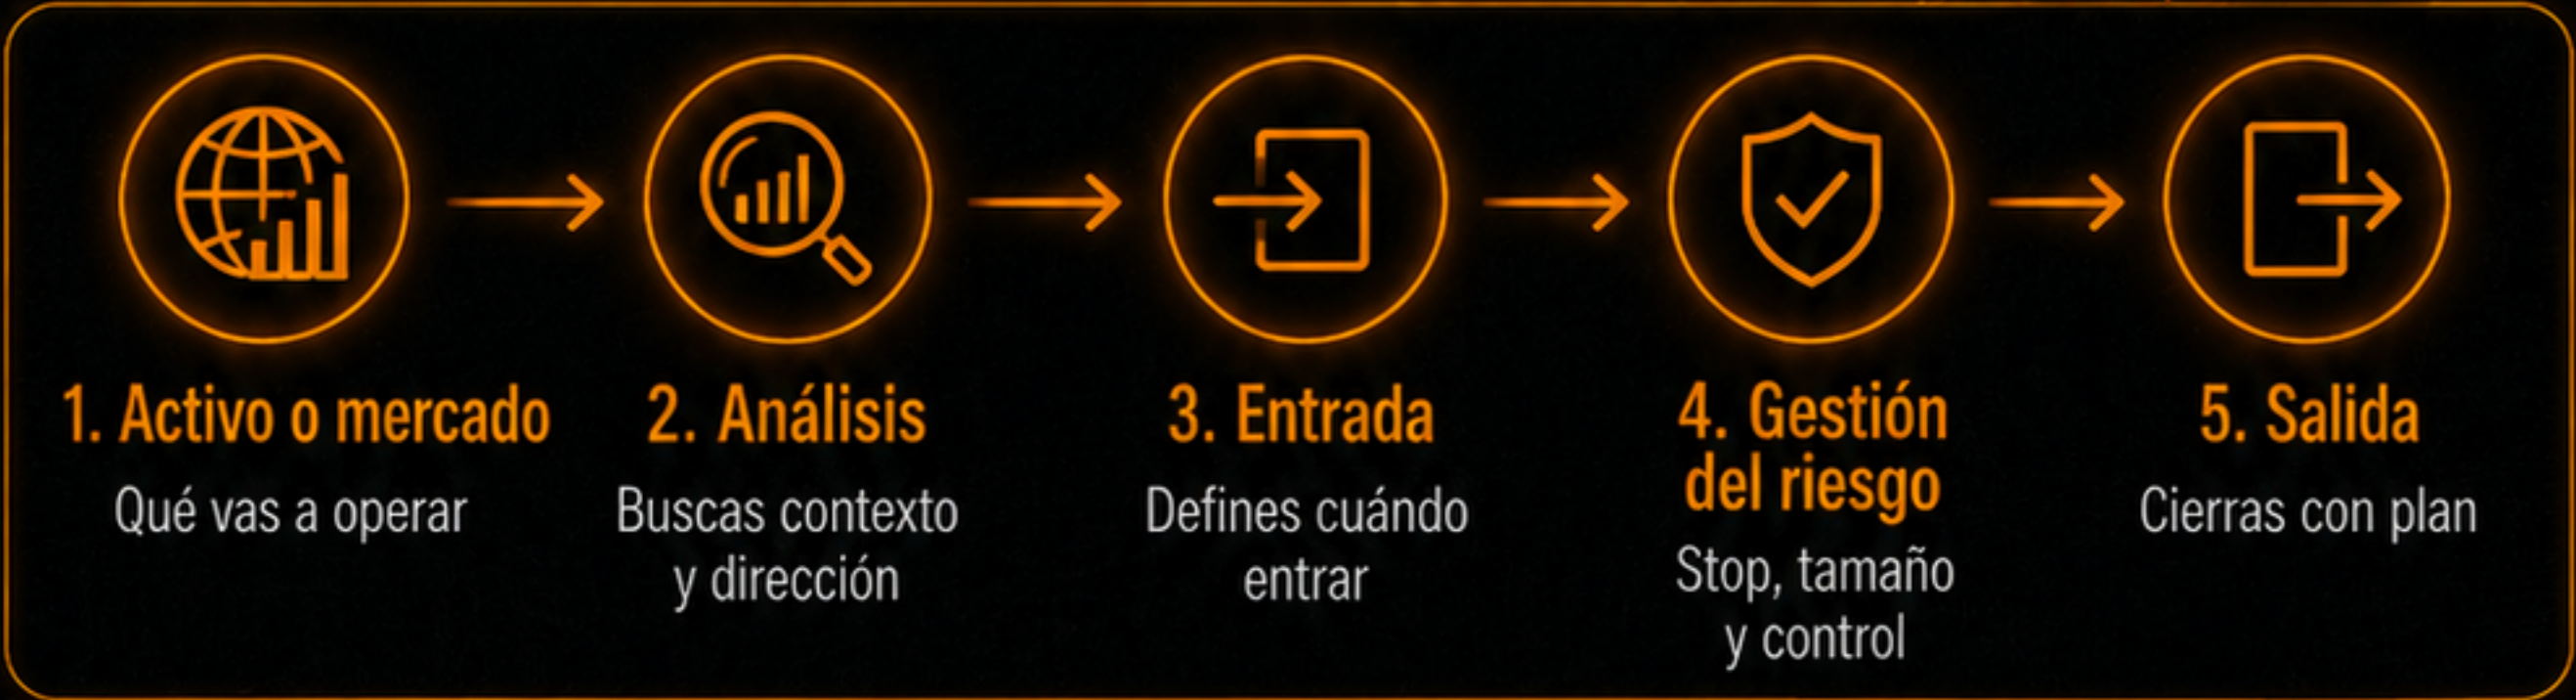 1. Activo o mercado
Qué vas a operar
2. Análisis
Buscas contexto
y dirección
3. Entrada
Defines cuándo
entrar
4. Gestión
del riesgo
Stop, tamaño
y control
5. Salida
Cierras con plan